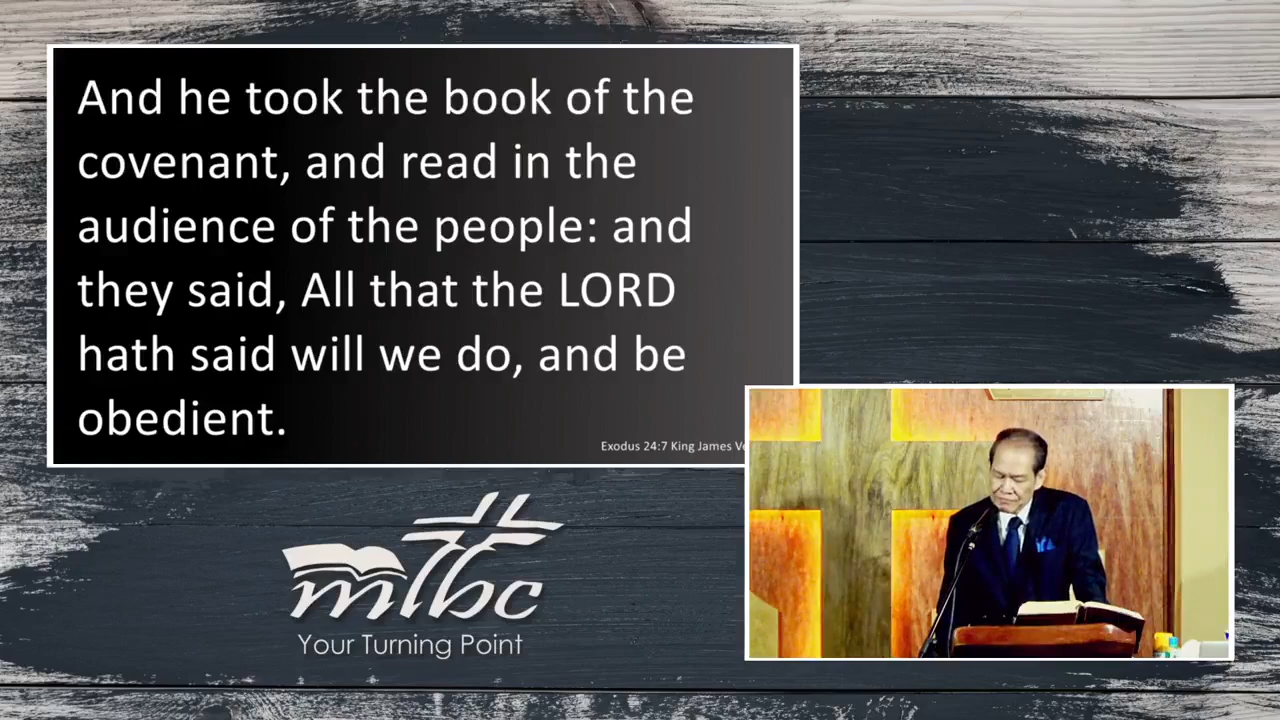 And he took the book of the
covenant, and read in the
audience of the people: and
they said, All that the LORD
hath said will we do, and be
obedient.
Exodus 24:7 King James
mlbc
Your Turning Point